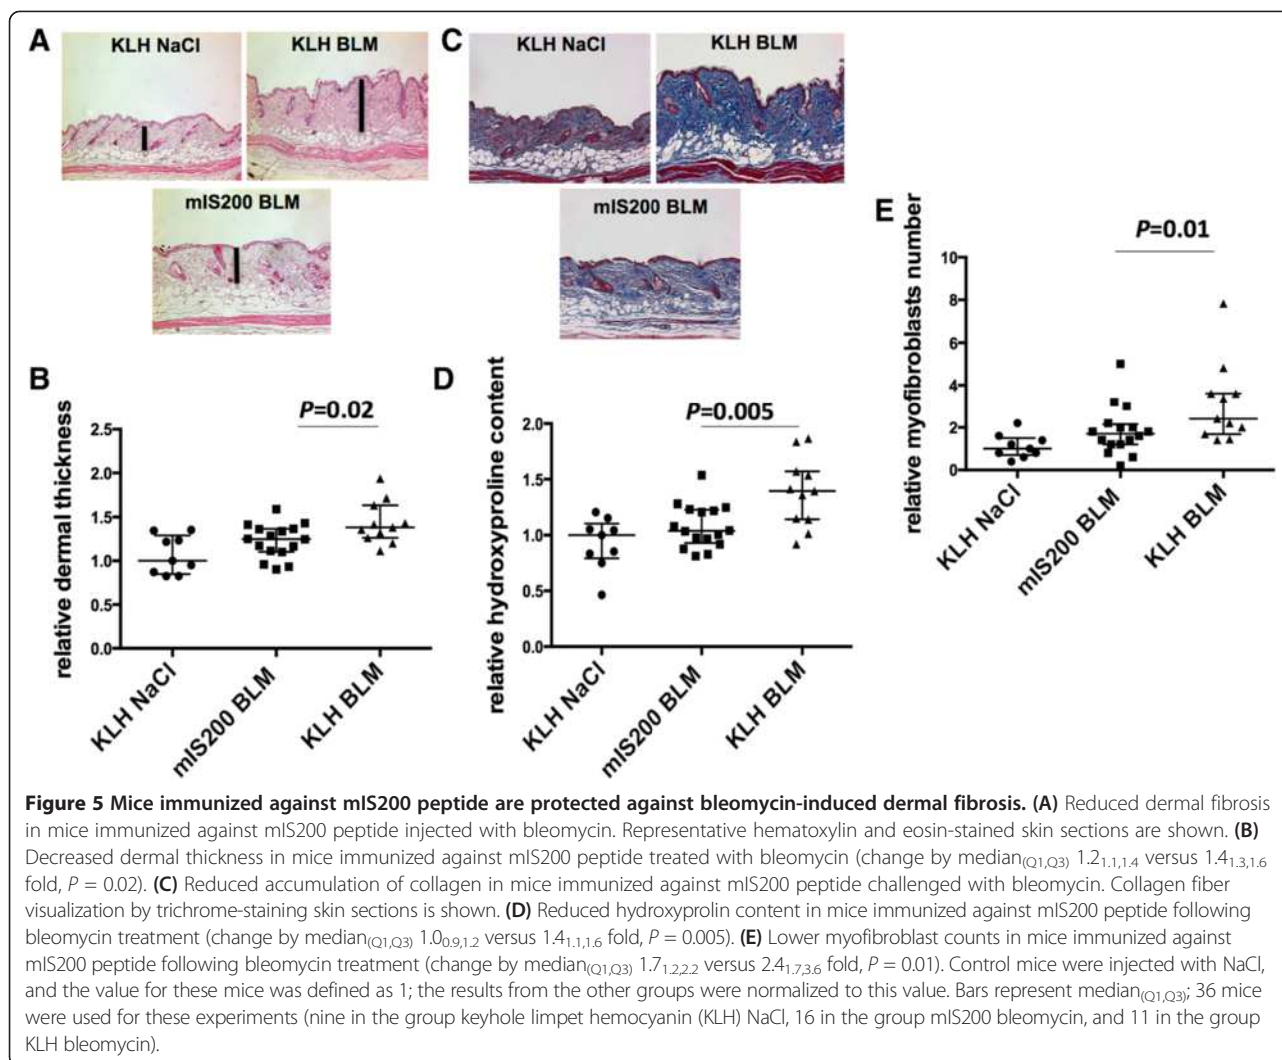 A
KLH NaCl
KLH BLM
mIS200 BLM
C
KLH NaCl
KLH BLM
mIS200 BLM
B
relative dermal thickness
P=0.02
2.5
2.0
1.5
1.0
0.5
0.0
KLH NaCl
mIS200 BLM
KLH BLM
D
relative hydroxyproline content
P=0.005
2.0
1.5
1.0
0.5
0.0
KLH NaCl
mIS200 BLM
KLH BLM
E
relative myofibroblasts number
P=0.01
10
8
6
4
2
0
KLH NaCl
mIS200 BLM
KLH BLM
Figure 5 Mice immunized against mIS200 peptide are protected against bleomycin-induced dermal fibrosis. (A) Reduced dermal fibrosis
in mice immunized against mIS200 peptide injected with bleomycin. Representative hematoxylin and eosin-stained skin sections are shown. (B)
Decreased dermal thickness in mice immunized against mIS200 peptide treated with bleomycin (change by median(Q1,Q3) 1.21.1,1.4 versus 1.41.3,1.6
fold, P = 0.02). (C) Reduced accumulation of collagen in mice immunized against mIS200 peptide challenged with bleomycin. Collagen fiber
visualization by trichrome-staining skin sections is shown. (D) Reduced hydroxyprolin content in mice immunized against mIS200 peptide following
bleomycin treatment (change by median(Q1,Q3) 1.00.9,1.2 versus 1.41.1,1.6 fold, P = 0.005). (E) Lower myofibroblast counts in mice immunized against
mIS200 peptide following bleomycin treatment (change by median(Q1,Q3) 1.71.2,2.2 versus 2.41.7,3.6 fold, P = 0.01). Control mice were injected with NaCl,
and the value for these mice was defined as 1; the results from the other groups were normalized to this value. Bars represent median(Q1,Q3); 36 mice
were used for these experiments (nine in the group keyhole limpet hemocyanin (KLH) NaCl, 16 in the group mIS200 bleomycin, and 11 in the group
KLH bleomycin).